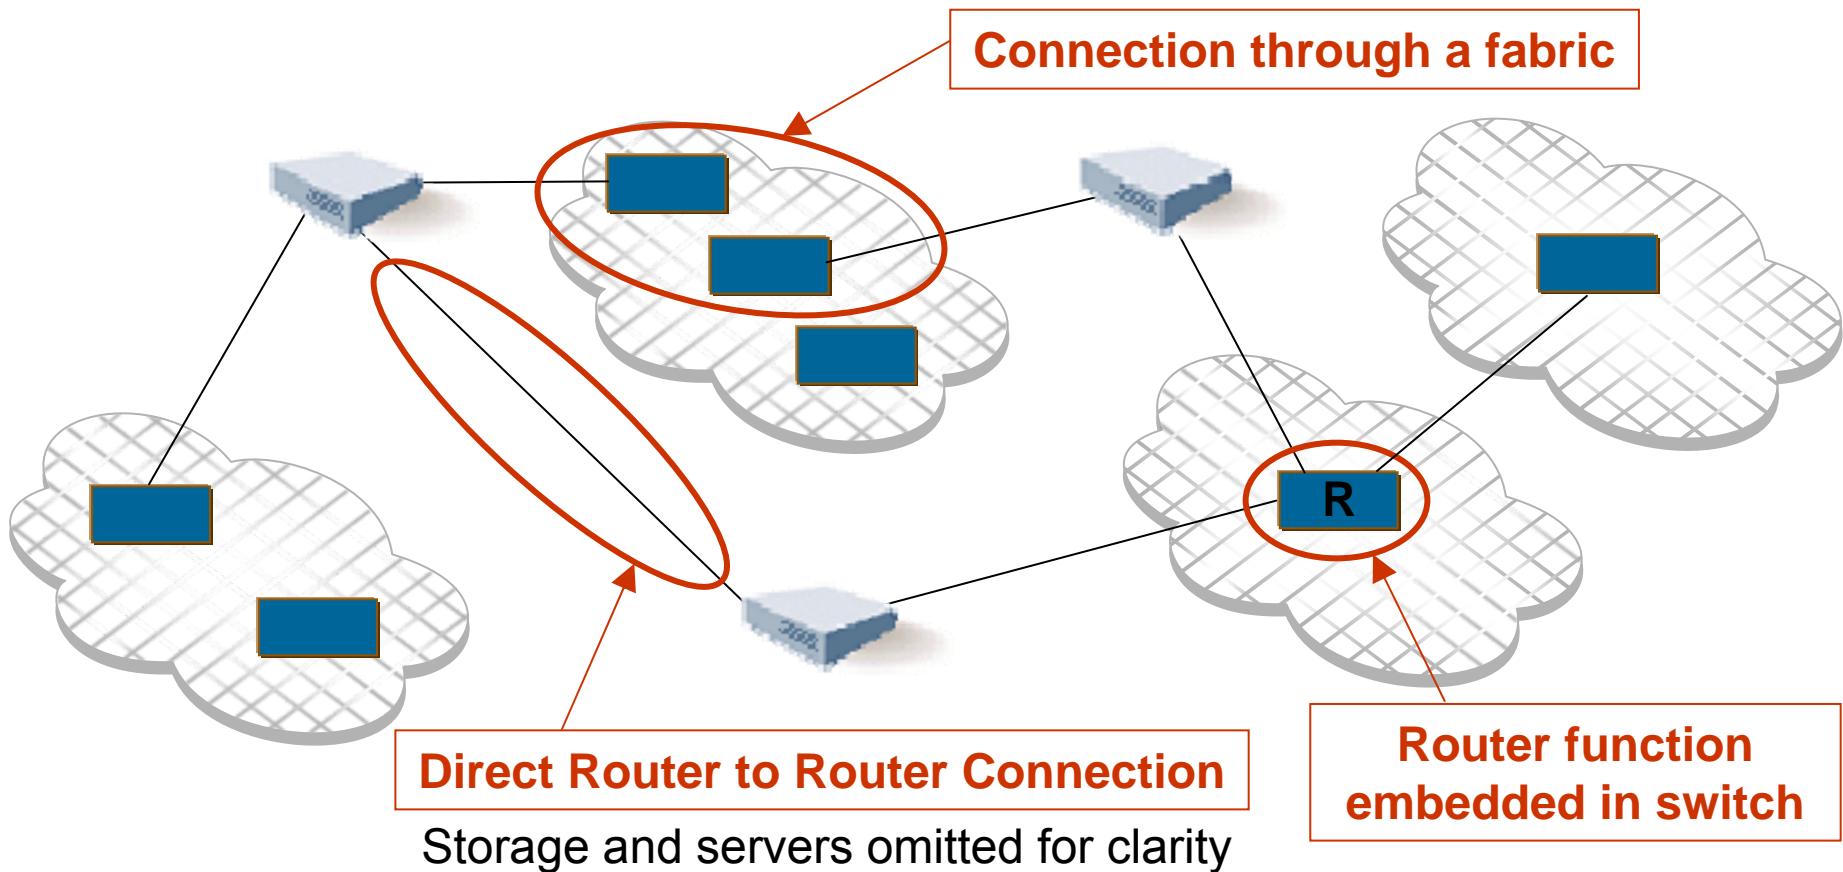 Connection through a fabric
R
Direct Router to Router Connection
Router function
embedded in switch
Storage and servers omitted for clarity